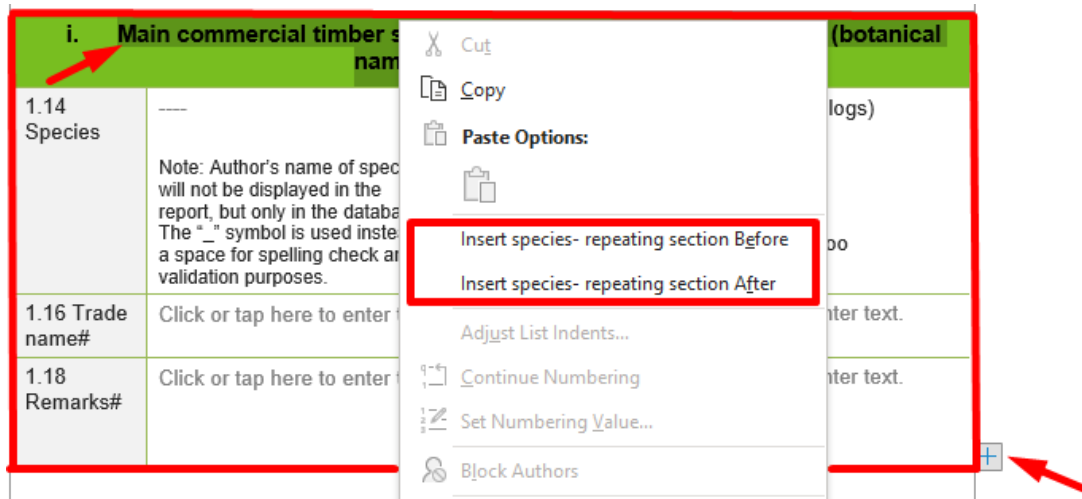 i. Main commercial timber s
(botanical
nam
1.14
Species
----
Note: Author's name of spec
will not be displayed in the
report, but only in the databa
The “_” symbol is used inste
a space for spelling check ar
validation purposes.
logs)
oo
1.16 Trade
name#
Click or tap here to enter
nter text.
1.18
Remarks#
Click or tap here to enter
nter text.
Cut
Copy
Paste Options:
Insert species- repeating section Before
Insert species- repeating section After
Adjust List Indents...
Continue Numbering
Set Numbering Value...
Block Authors